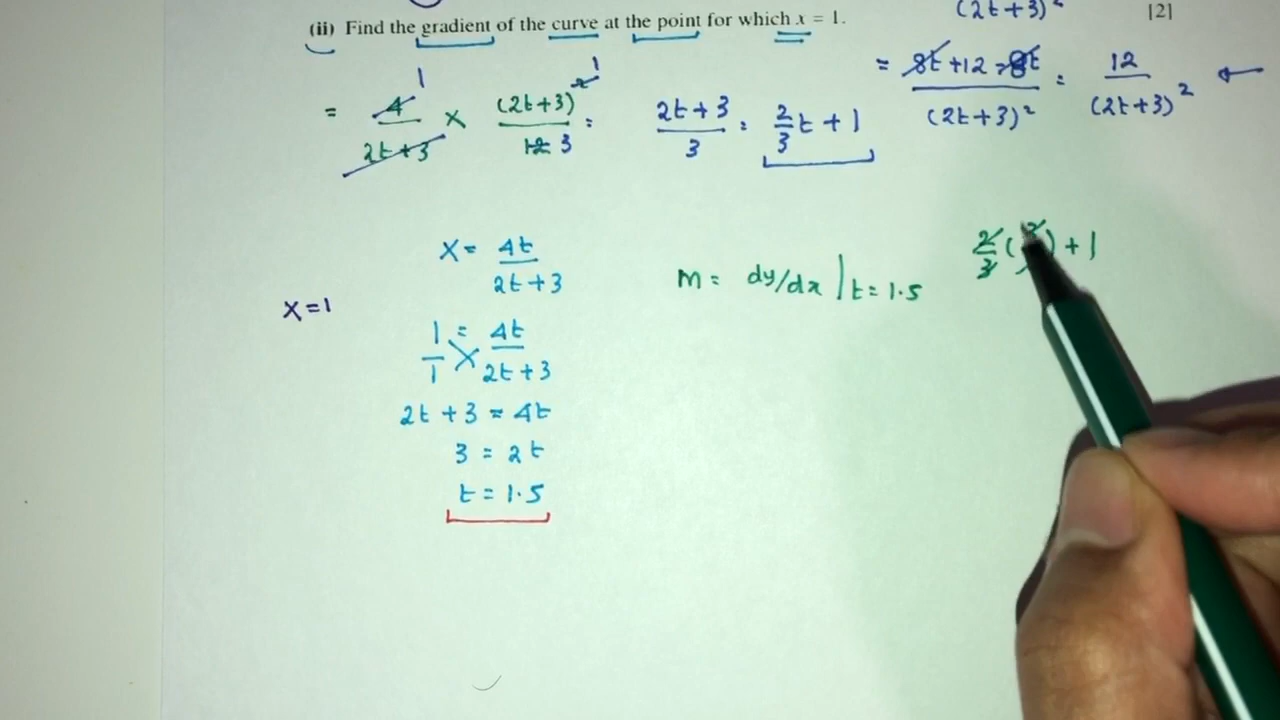 (2t+3)²
[2]
(ii) Find the gradient of the curve at the point for which x = 1.
= 4/(2t+3) × (2t+3)²/12 1 1 3 = (2t+3)/3 = 2/3 t + 1
= (8t+12-8t)/(2t+3)² = 12/(2t+3)² ←
x = 4t/(2t+3)
x=1
1/1 = 4t/(2t+3)
2t+3 = 4t
3 = 2t
t = 1.5
m = dy/dx | t=1.5
2/3 ( ) + 1